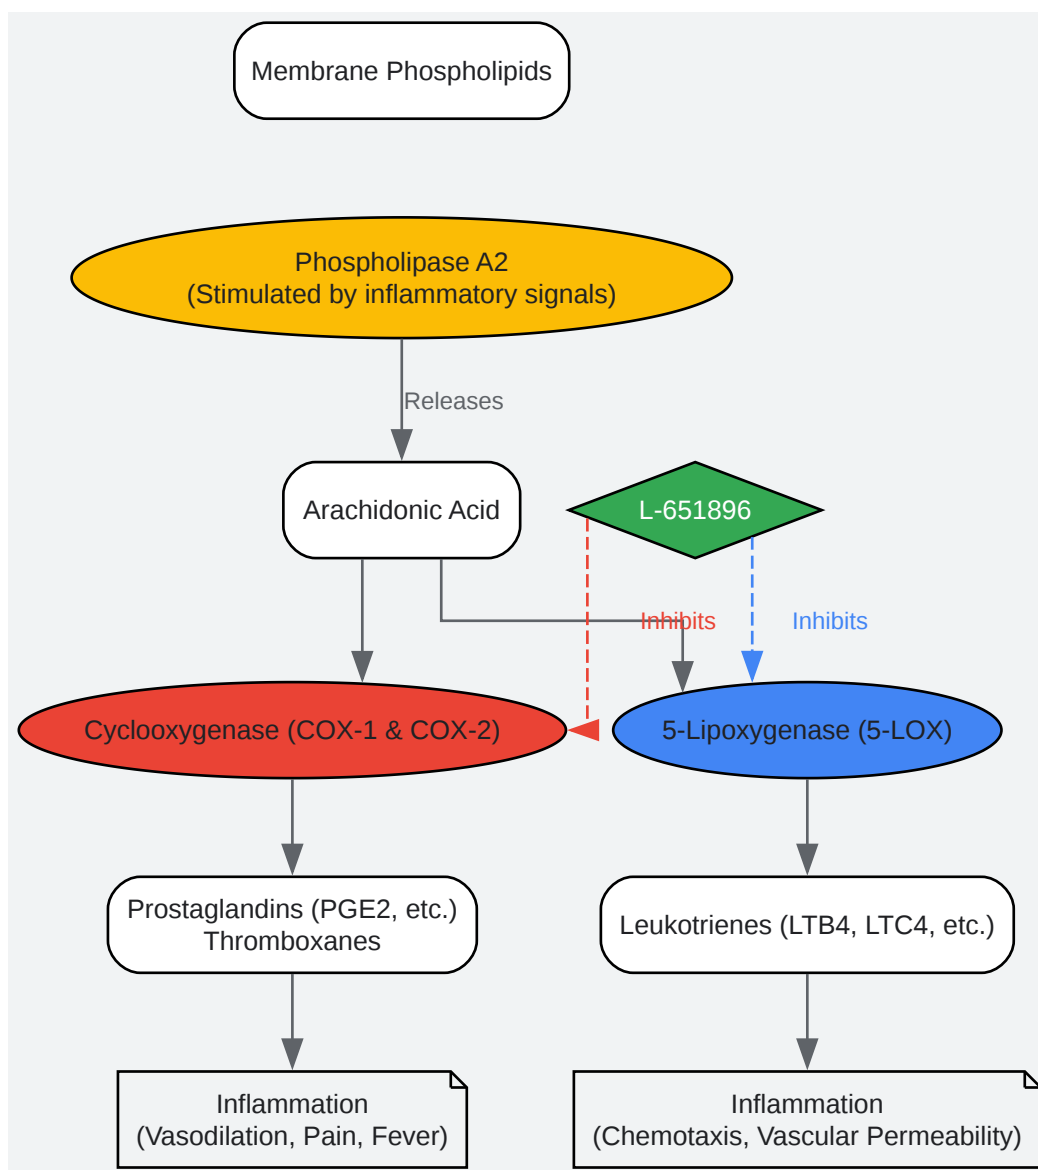 Membrane Phospholipids
Phospholipase A2
(Stimulated by inflammatory signals)
Releases
Arachidonic Acid
L-651896
Inhibits
Inhibits
Cyclooxygenase (COX-1 & COX-2)
5-Lipoxygenase (5-LOX)
Prostaglandins (PGE2, etc.)
Thromboxanes
Leukotrienes (LTB4, LTC4, etc.)
Inflammation
(Vasodilation, Pain, Fever)
Inflammation
(Chemotaxis, Vascular Permeability)